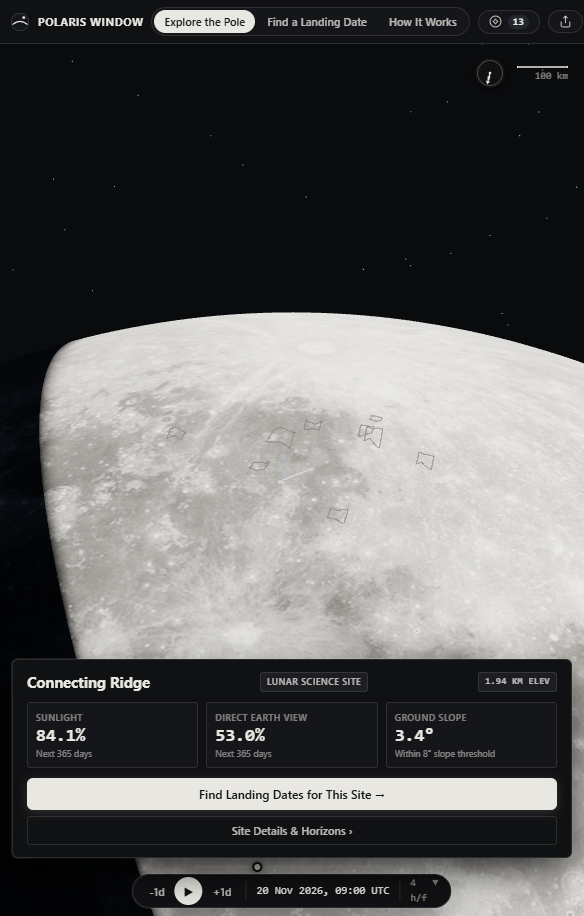 POLARIS WINDOW
Explore the Pole
Find a Landing Date
How It Works
13
100 km
Connecting Ridge
LUNAR SCIENCE SITE
1.94 KM ELEV
SUNLIGHT
84.1%
Next 365 days
DIRECT EARTH VIEW
53.0%
Next 365 days
GROUND SLOPE
3.4°
Within 8° slope threshold
Find Landing Dates for This Site →
Site Details & Horizons ›
-1d
+1d
20 Nov 2026, 09:00 UTC
4
h/f